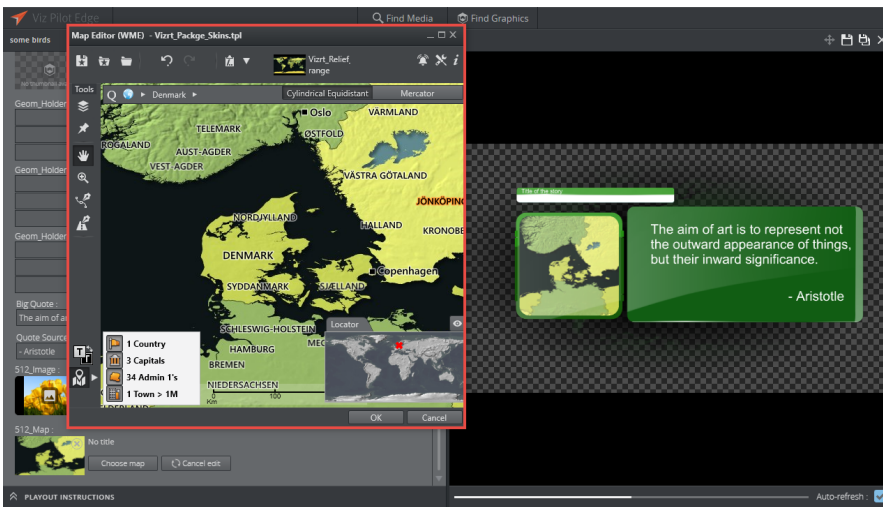 Viz Pilot Edge
Find Media
Find Graphics
some birds
Map Editor (WME) - Vizrt_Packge_Skins.tpl
Vizrt_Relief_
range
Tools
Denmark
Cylindrical Equidistant
Mercator
Geom_Holder
Geom_Holder
Geom_Holder
Big Quote :
The aim of a
Quote Source
- Aristotle
512_Image :
512_Map :
No title
Choose map
Cancel edit
PLAYOUT INSTRUCTIONS
Oslo
VÄRMLAND
TELEMARK
ØSTFOLD
ROGALAND
AUST-AGDER
VEST-AGDER
VÄSTRA GÖTALAND
JÖNKÖPING
NORDJYLLAND
HALLAND
KRONOBE
DENMARK
Copenhagen
SYDDANMARK
SJÆLLAND
SCHLESWIG-HOLSTEIN
HAMBURG
MEC
BREMEN
NIEDERSACHSEN
Km
0
100
Locator
1 Country
3 Capitals
34 Admin 1's
1 Town > 1M
OK
Cancel
Title of the story
The aim of art is to represent not
the outward appearance of things,
but their inward significance.
- Aristotle
Auto-refresh :